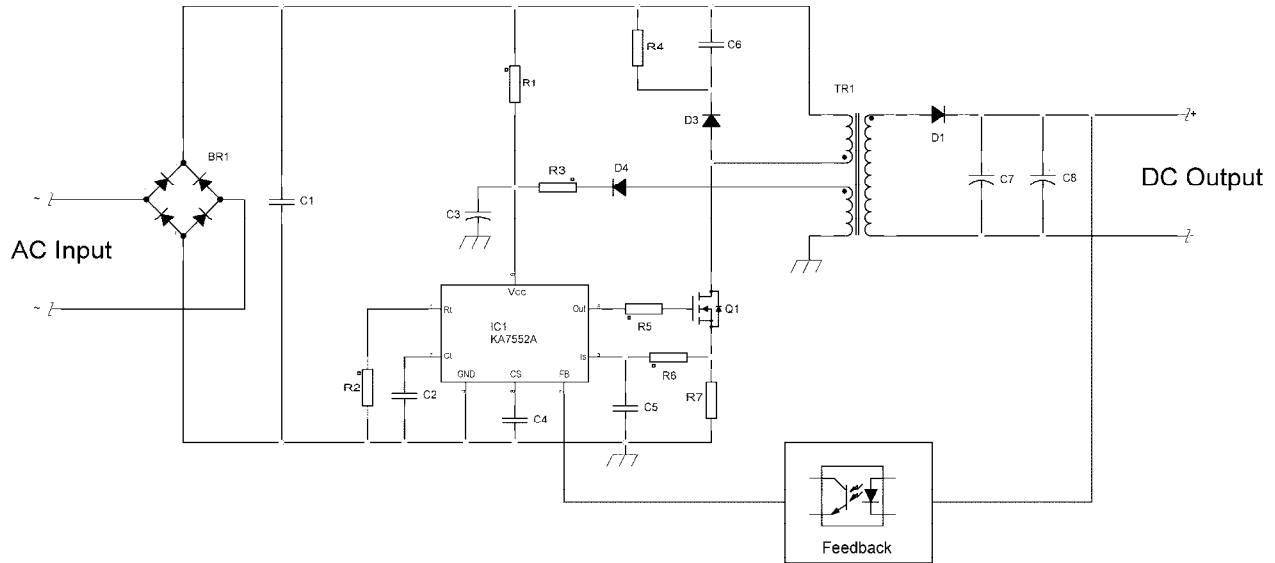 R4
C6
R1
TR1
D3
D1
BR1
R3
D4
C1
C7
C8
DC Output
+
-
C3
~
AC Input
~
Vcc
Rt
Out
IC1
KA7552A
R5
Q1
Ct
Is
R2
C2
GND
CS
FB
R6
R7
C4
C5
Feedback